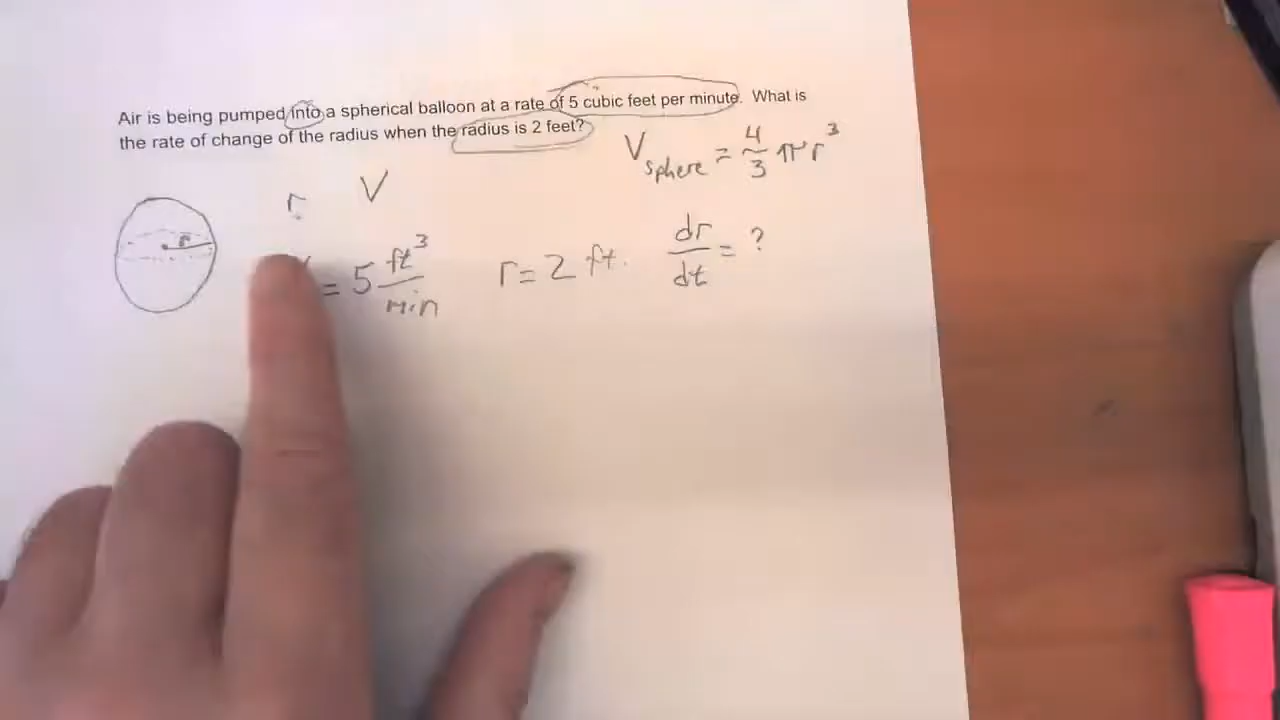 Air is being pumped into a spherical balloon at a rate of 5 cubic feet per minute. What is
the rate of change of the radius when the radius is 2 feet?
V sphere = 4/3 πr³
r V
r
= 5 ft³/min r = 2 ft. dr/dt = ?